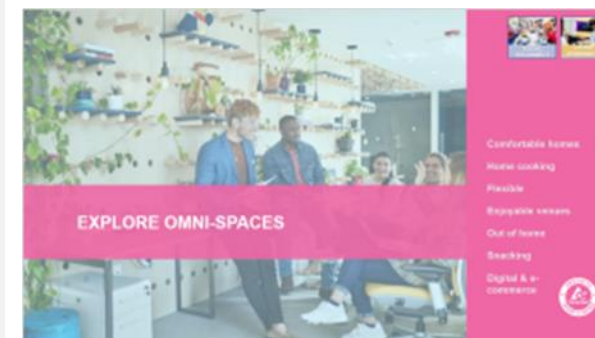 EXPLORE OMNI-SPACES
Comfortable homes
Home cooking
Flexible
Enjoyable venues
Out of home
Snacking
Digital & e-
commerce